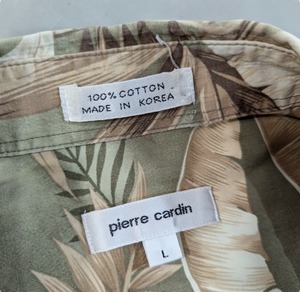 100% COTTON
MADE IN KOREA
pierre cardin
L